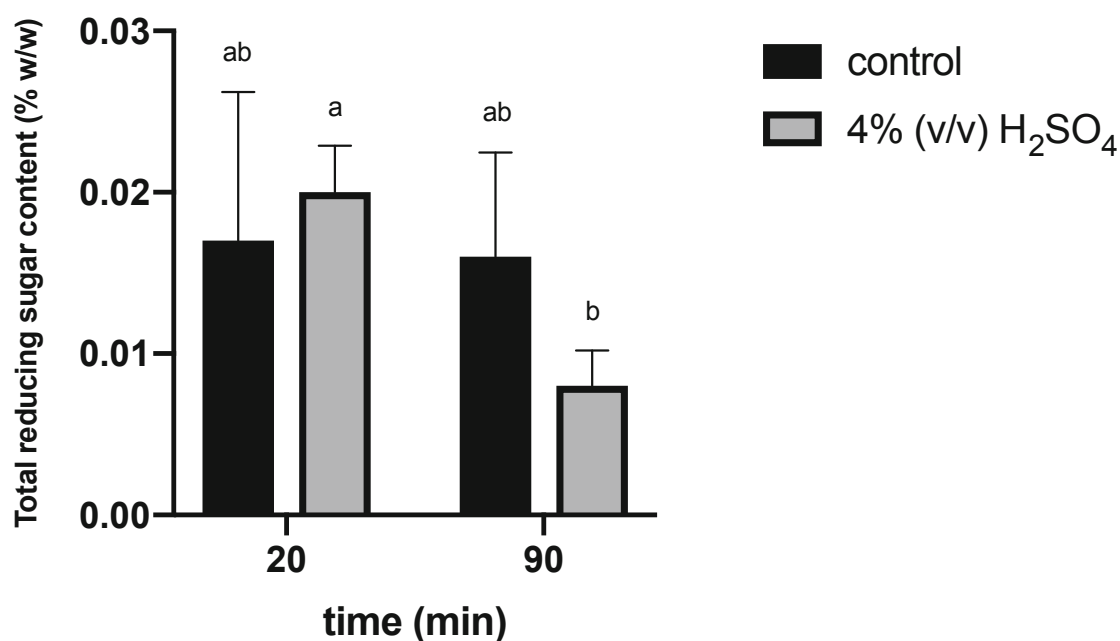 Total reducing sugar content (% w/w)
0.03
0.02
0.01
0.00
ab
a
ab
b
20
90
time (min)
control
4% (v/v) H₂SO₄